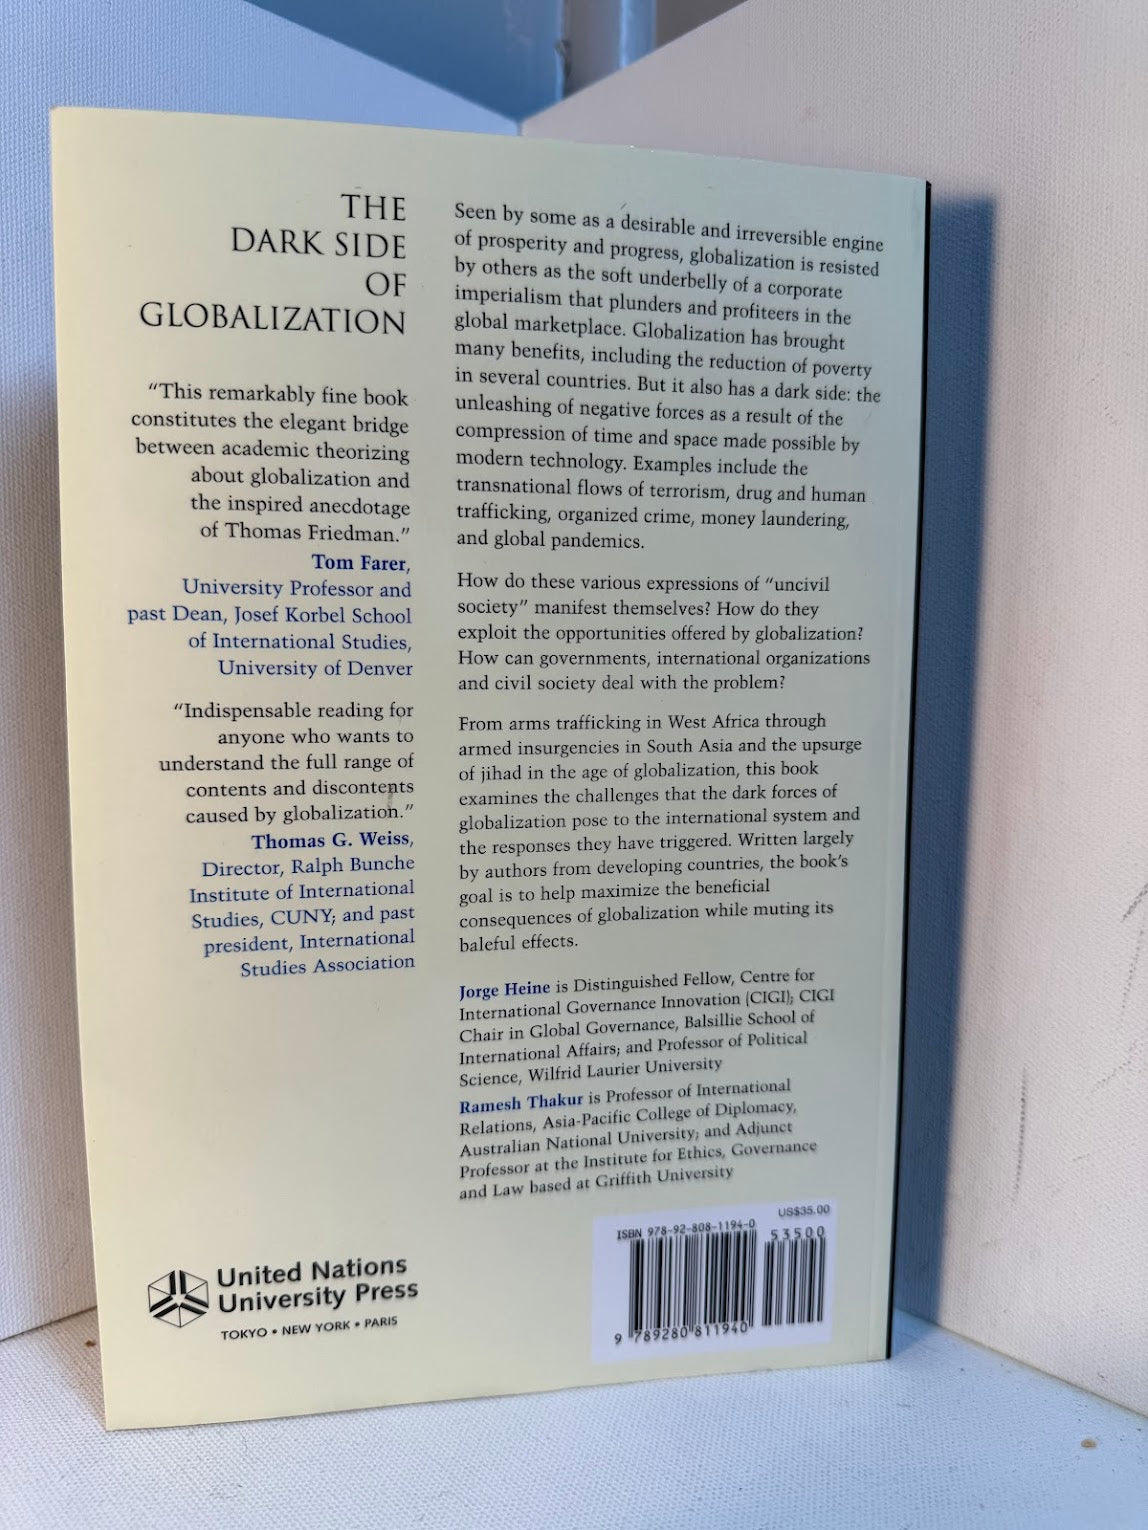 THE
DARK SIDE
OF
GLOBALIZATION
“This remarkably fine book
constitutes the elegant bridge
between academic theorizing
about globalization and
the inspired anecdotage
of Thomas Friedman.”
Tom Farer,
University Professor and
past Dean, Josef Korbel School
of International Studies,
University of Denver
“Indispensable reading for
anyone who wants to
understand the full range of
contents and discontents
caused by globalization.”
Thomas G. Weiss,
Director, Ralph Bunche
Institute of International
Studies, CUNY; and past
president, International
Studies Association
Seen by some as a desirable and irreversible engine
of prosperity and progress, globalization is resisted
by others as the soft underbelly of a corporate
imperialism that plunders and profiteers in the
global marketplace. Globalization has brought
many benefits, including the reduction of poverty
in several countries. But it also has a dark side: the
unleashing of negative forces as a result of the
compression of time and space made possible by
modern technology. Examples include the
transnational flows of terrorism, drug and human
trafficking, organized crime, money laundering,
and global pandemics.
How do these various expressions of “uncivil
society” manifest themselves? How do they
exploit the opportunities offered by globalization?
How can governments, international organizations
and civil society deal with the problem?
From arms trafficking in West Africa through
armed insurgencies in South Asia and the upsurge
of jihad in the age of globalization, this book
examines the challenges that the dark forces of
globalization pose to the international system and
the responses they have triggered. Written largely
by authors from developing countries, the book’s
goal is to help maximize the beneficial
consequences of globalization while muting its
baleful effects.
Jorge Heine is Distinguished Fellow, Centre for
International Governance Innovation (CIGI); CIGI
Chair in Global Governance, Balsillie School of
International Affairs; and Professor of Political
Science, Wilfrid Laurier University
Ramesh Thakur is Professor of International
Relations, Asia-Pacific College of Diplomacy,
Australian National University; and Adjunct
Professor at the Institute for Ethics, Governance
and Law based at Griffith University
United Nations
University Press
TOKYO • NEW YORK • PARIS
US$35.00
ISBN 978-92-808-1194-0
53500
9 789280 811940